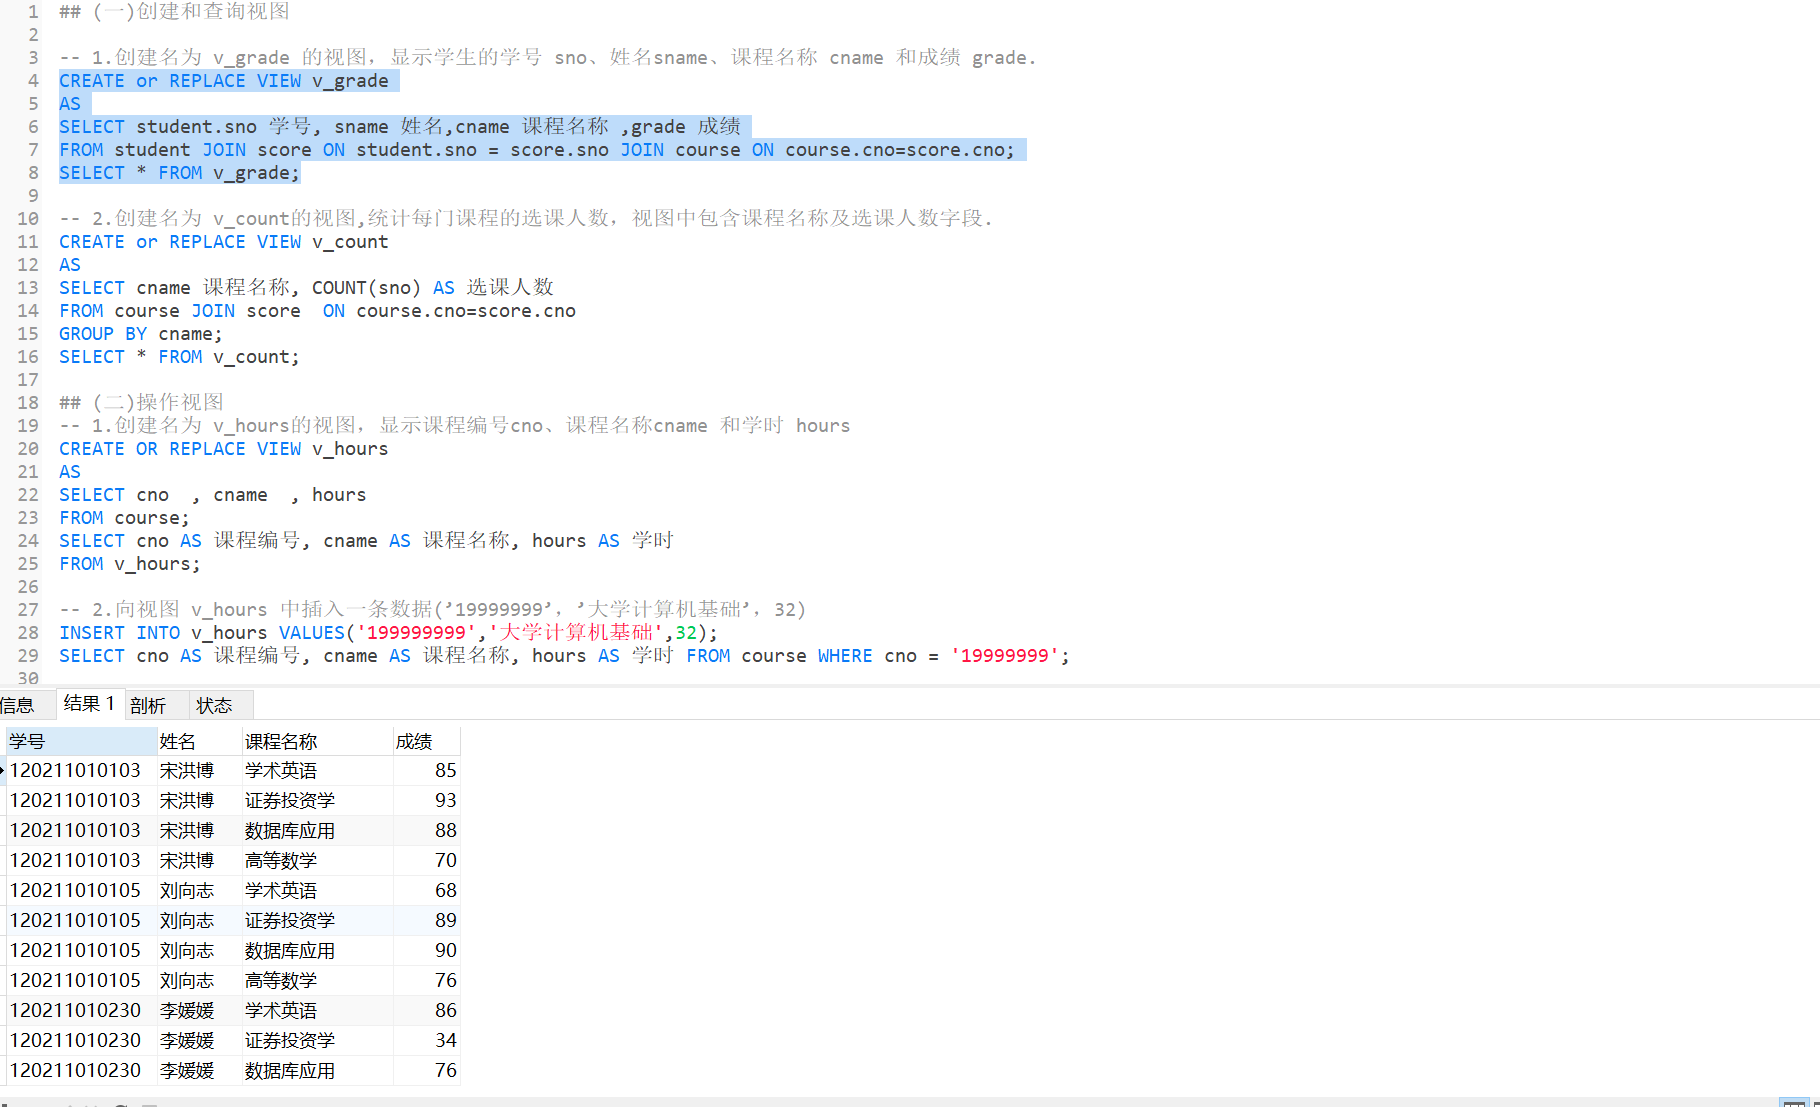 1 ## (一)创建和查询视图
2
3 -- 1.创建名为 v_grade 的视图，显示学生的学号 sno、姓名sname、课程名称 cname 和成绩 grade.
4 CREATE or REPLACE VIEW v_grade
5 AS
6 SELECT student.sno 学号, sname 姓名,cname 课程名称 ,grade 成绩
7 FROM student JOIN score ON student.sno = score.sno JOIN course ON course.cno=score.cno;
8 SELECT * FROM v_grade;
9
10 -- 2.创建名为 v_count的视图,统计每门课程的选课人数，视图中包含课程名称及选课人数字段.
11 CREATE or REPLACE VIEW v_count
12 AS
13 SELECT cname 课程名称, COUNT(sno) AS 选课人数
14 FROM course JOIN score  ON course.cno=score.cno
15 GROUP BY cname;
16 SELECT * FROM v_count;
17
18 ## (二)操作视图
19 -- 1.创建名为 v_hours的视图，显示课程编号cno、课程名称cname 和学时 hours
20 CREATE OR REPLACE VIEW v_hours
21 AS
22 SELECT cno  , cname  , hours
23 FROM course;
24 SELECT cno AS 课程编号, cname AS 课程名称, hours AS 学时
25 FROM v_hours;
26
27 -- 2.向视图 v_hours 中插入一条数据(’19999999’，’大学计算机基础’，32)
28 INSERT INTO v_hours VALUES('199999999','大学计算机基础',32);
29 SELECT cno AS 课程编号, cname AS 课程名称, hours AS 学时 FROM course WHERE cno = '19999999';
30
信息 结果 1 剖析 状态
学号 姓名 课程名称 成绩
120211010103 宋洪博 学术英语 85
120211010103 宋洪博 证券投资学 93
120211010103 宋洪博 数据库应用 88
120211010103 宋洪博 高等数学 70
120211010105 刘向志 学术英语 68
120211010105 刘向志 证券投资学 89
120211010105 刘向志 数据库应用 90
120211010105 刘向志 高等数学 76
120211010230 李媛媛 学术英语 86
120211010230 李媛媛 证券投资学 34
120211010230 李媛媛 数据库应用 76